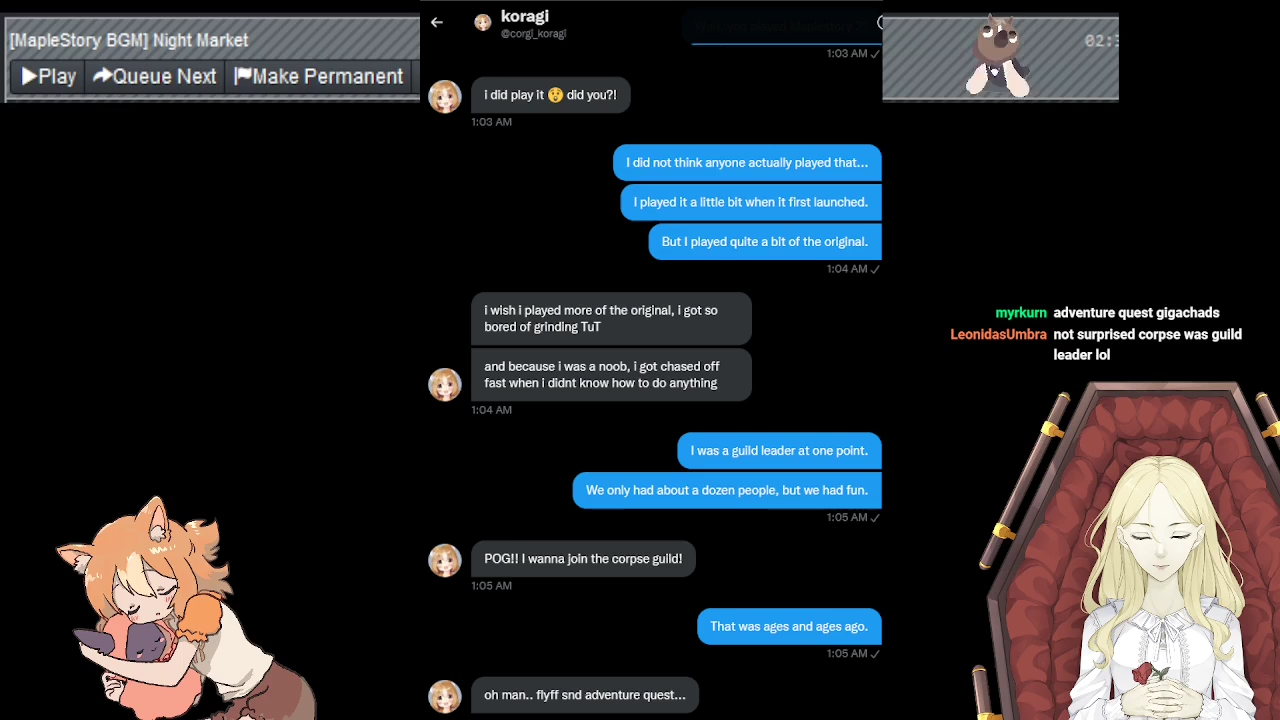 [MapleStory BGM] Night Market
Play Queue Next Make Permanent
koragi
@corgi_koragi
02:
1:03 AM
i did play it 😲 did you?!
1:03 AM
I did not think anyone actually played that...
I played it a little bit when it first launched.
But I played quite a bit of the original.
1:04 AM
i wish i played more of the original, i got so
bored of grinding TuT
and because i was a noob, i got chased off
fast when i didnt know how to do anything
1:04 AM
I was a guild leader at one point.
We only had about a dozen people, but we had fun.
1:05 AM
POG!! I wanna join the corpse guild!
1:05 AM
That was ages and ages ago.
1:05 AM
oh man.. flyff snd adventure quest...
myrkurn adventure quest gigachads
LeonidasUmbra not surprised corpse was guild
leader lol